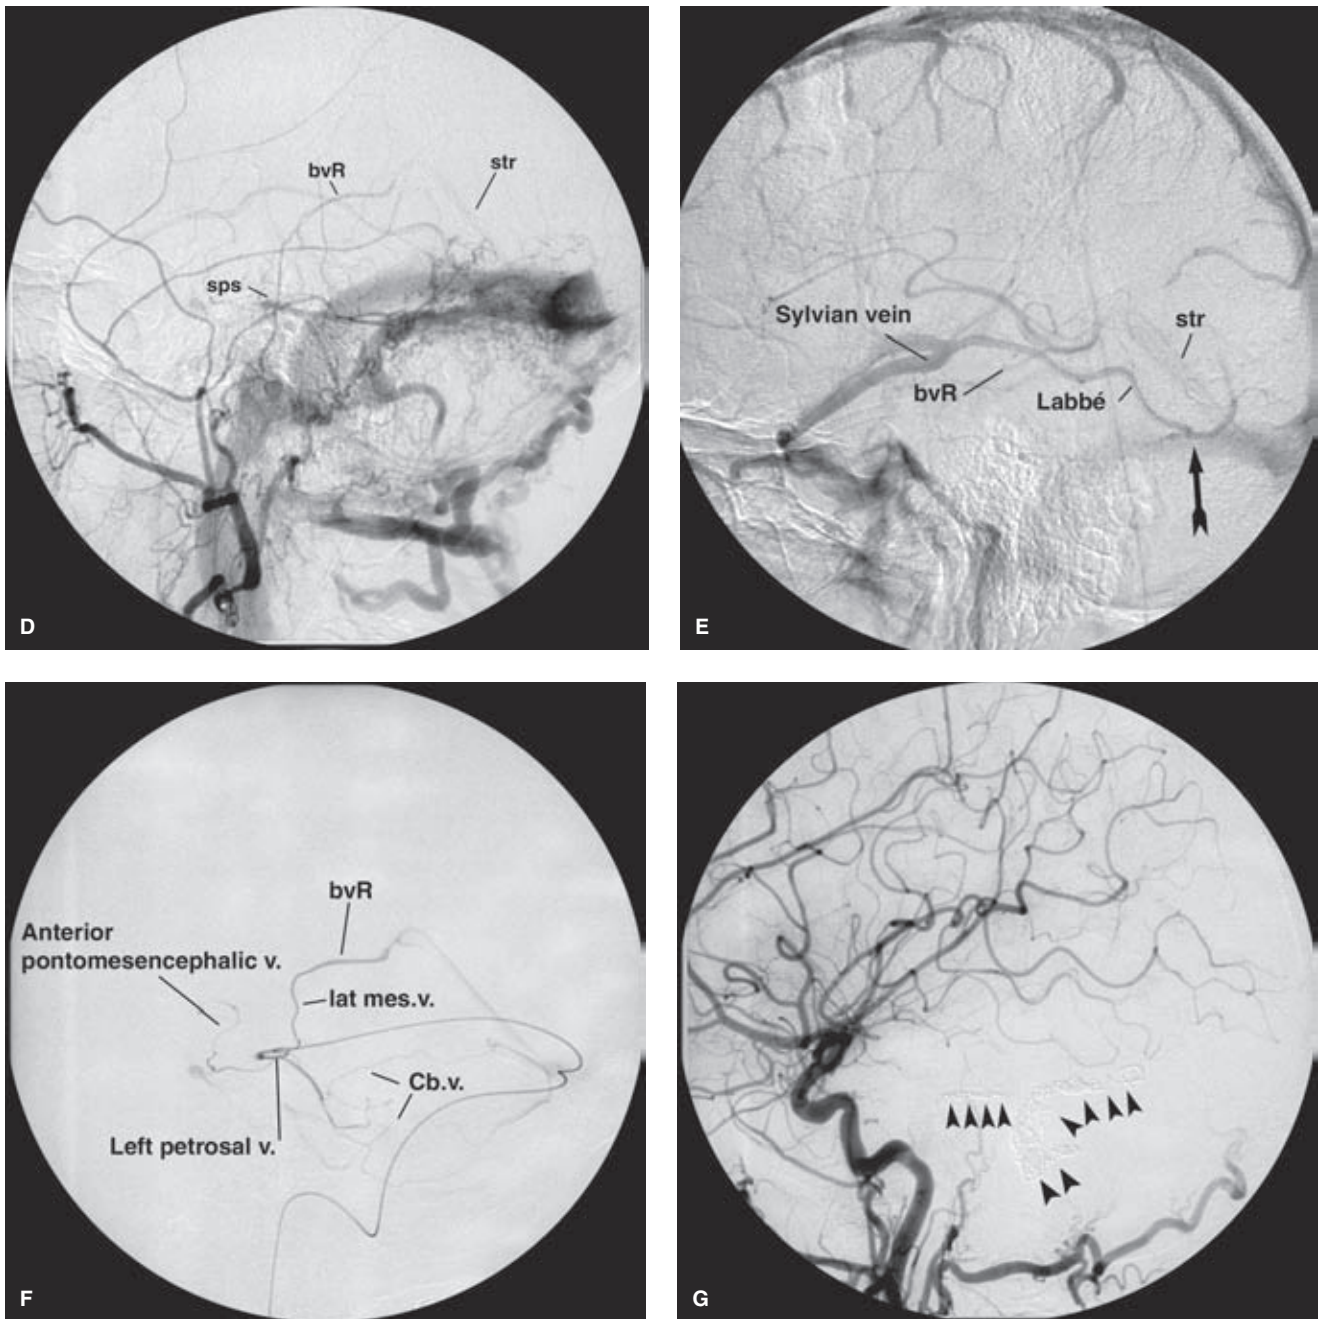 bvR
str
sps
D
Sylvian vein
str
bvR
Labbé
E
bvR
Anterior
pontomesencephalic v.
lat mes.v.
Cb.v.
Left petrosal v.
F
G